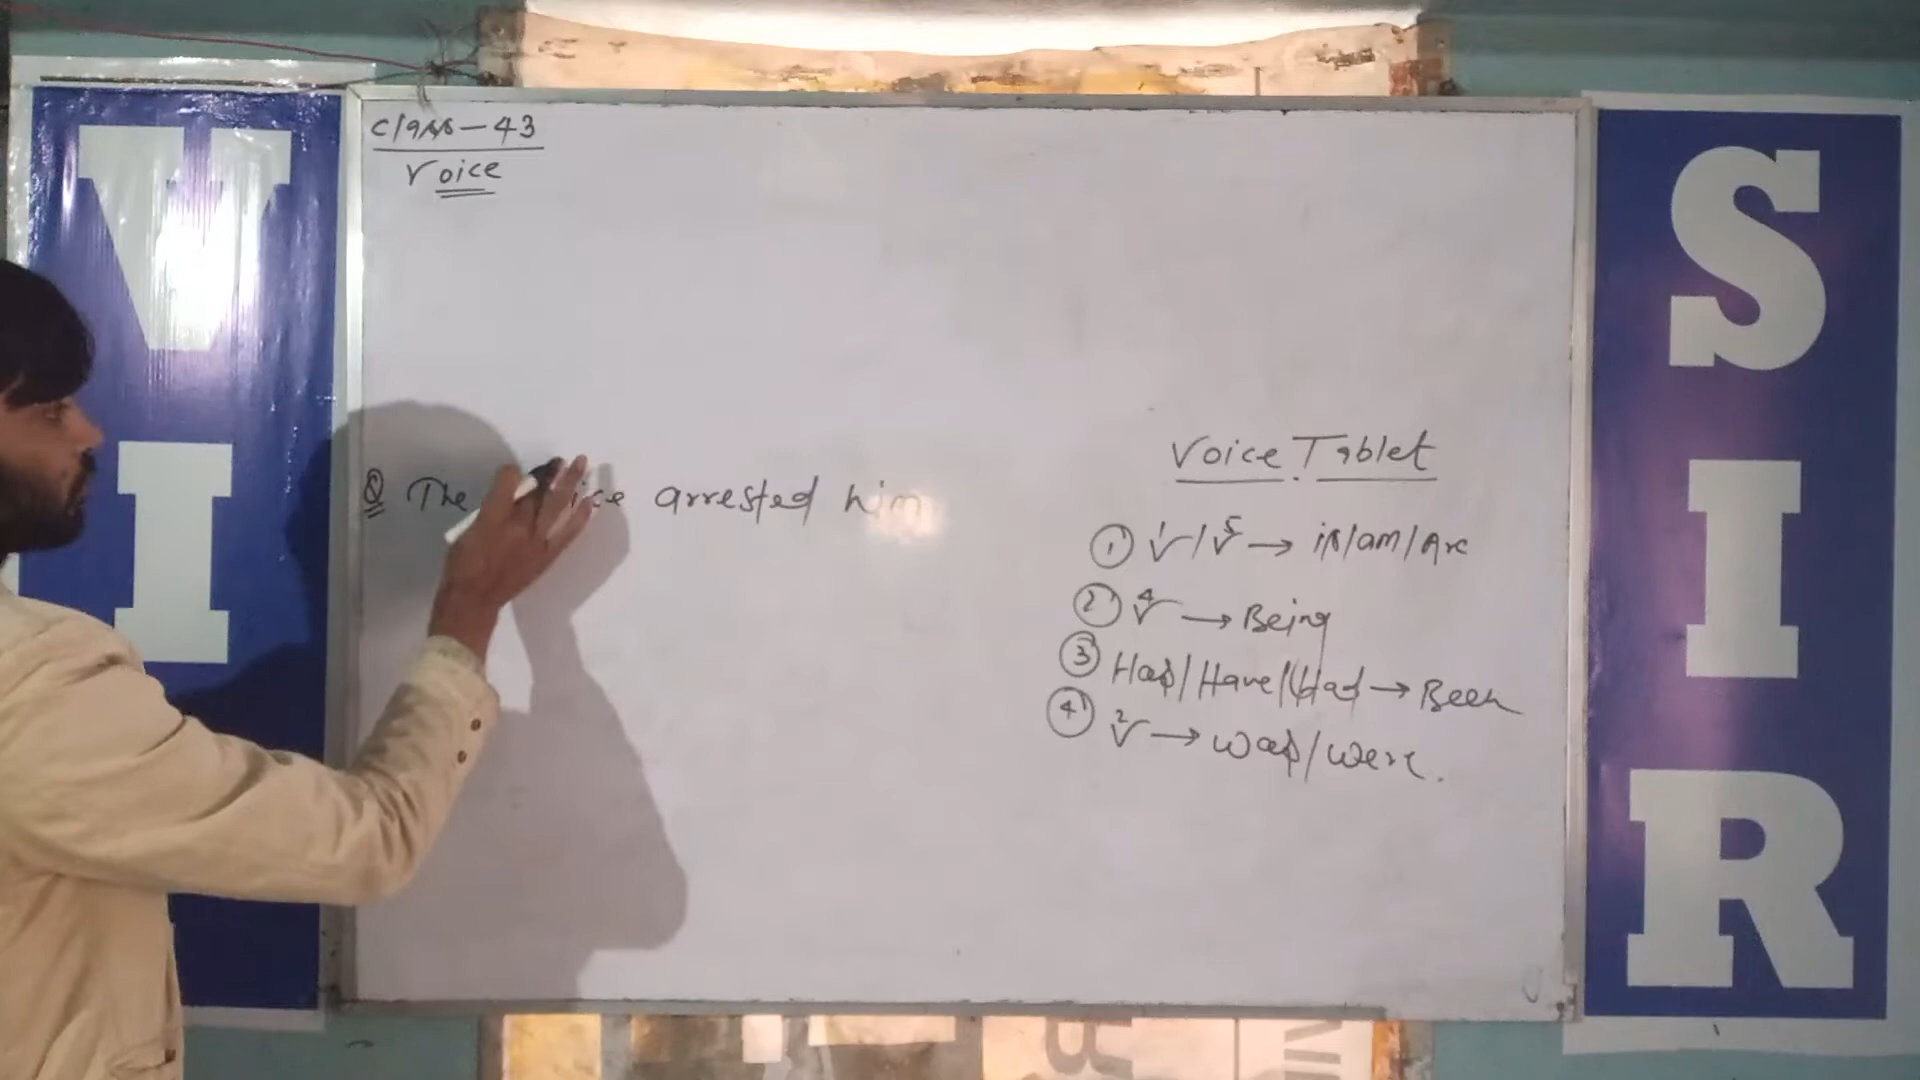 Class-43
Voice
Q The ice arrested him
Voice Tablet
① V¹/V⁵ → is/am/Are
② V⁴ → Being
③ Has/Have/Had → Been
④ V² → Was/Were.
V
I
S
I
R